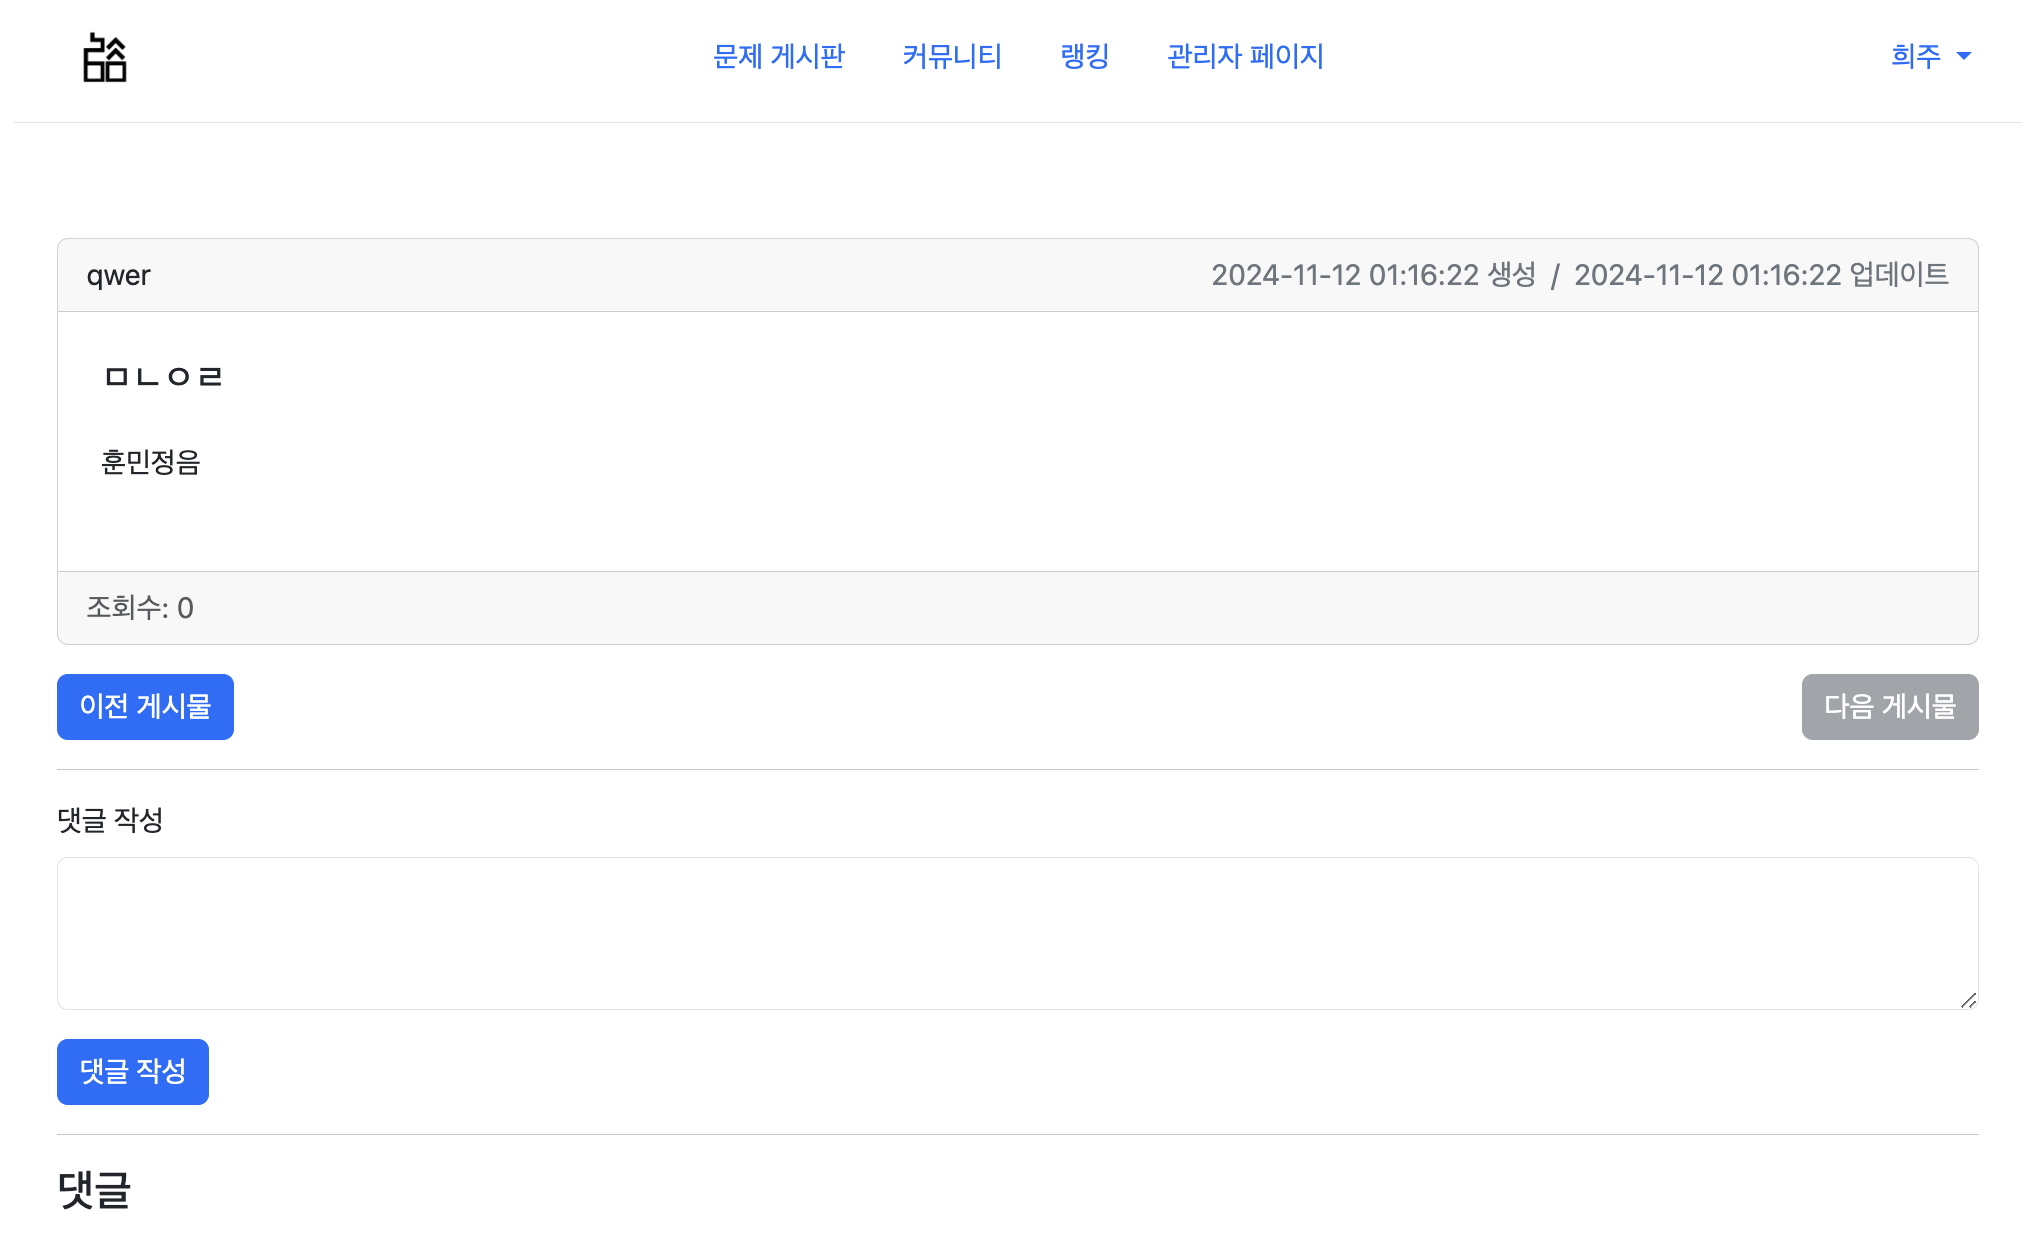 문제 게시판 커뮤니티 랭킹 관리자 페이지 희주
qwer 2024-11-12 01:16:22 생성 / 2024-11-12 01:16:22 업데이트
ㅁㄴㅇㄹ
훈민정음
조회수: 0
이전 게시물 다음 게시물
댓글 작성
댓글 작성
댓글